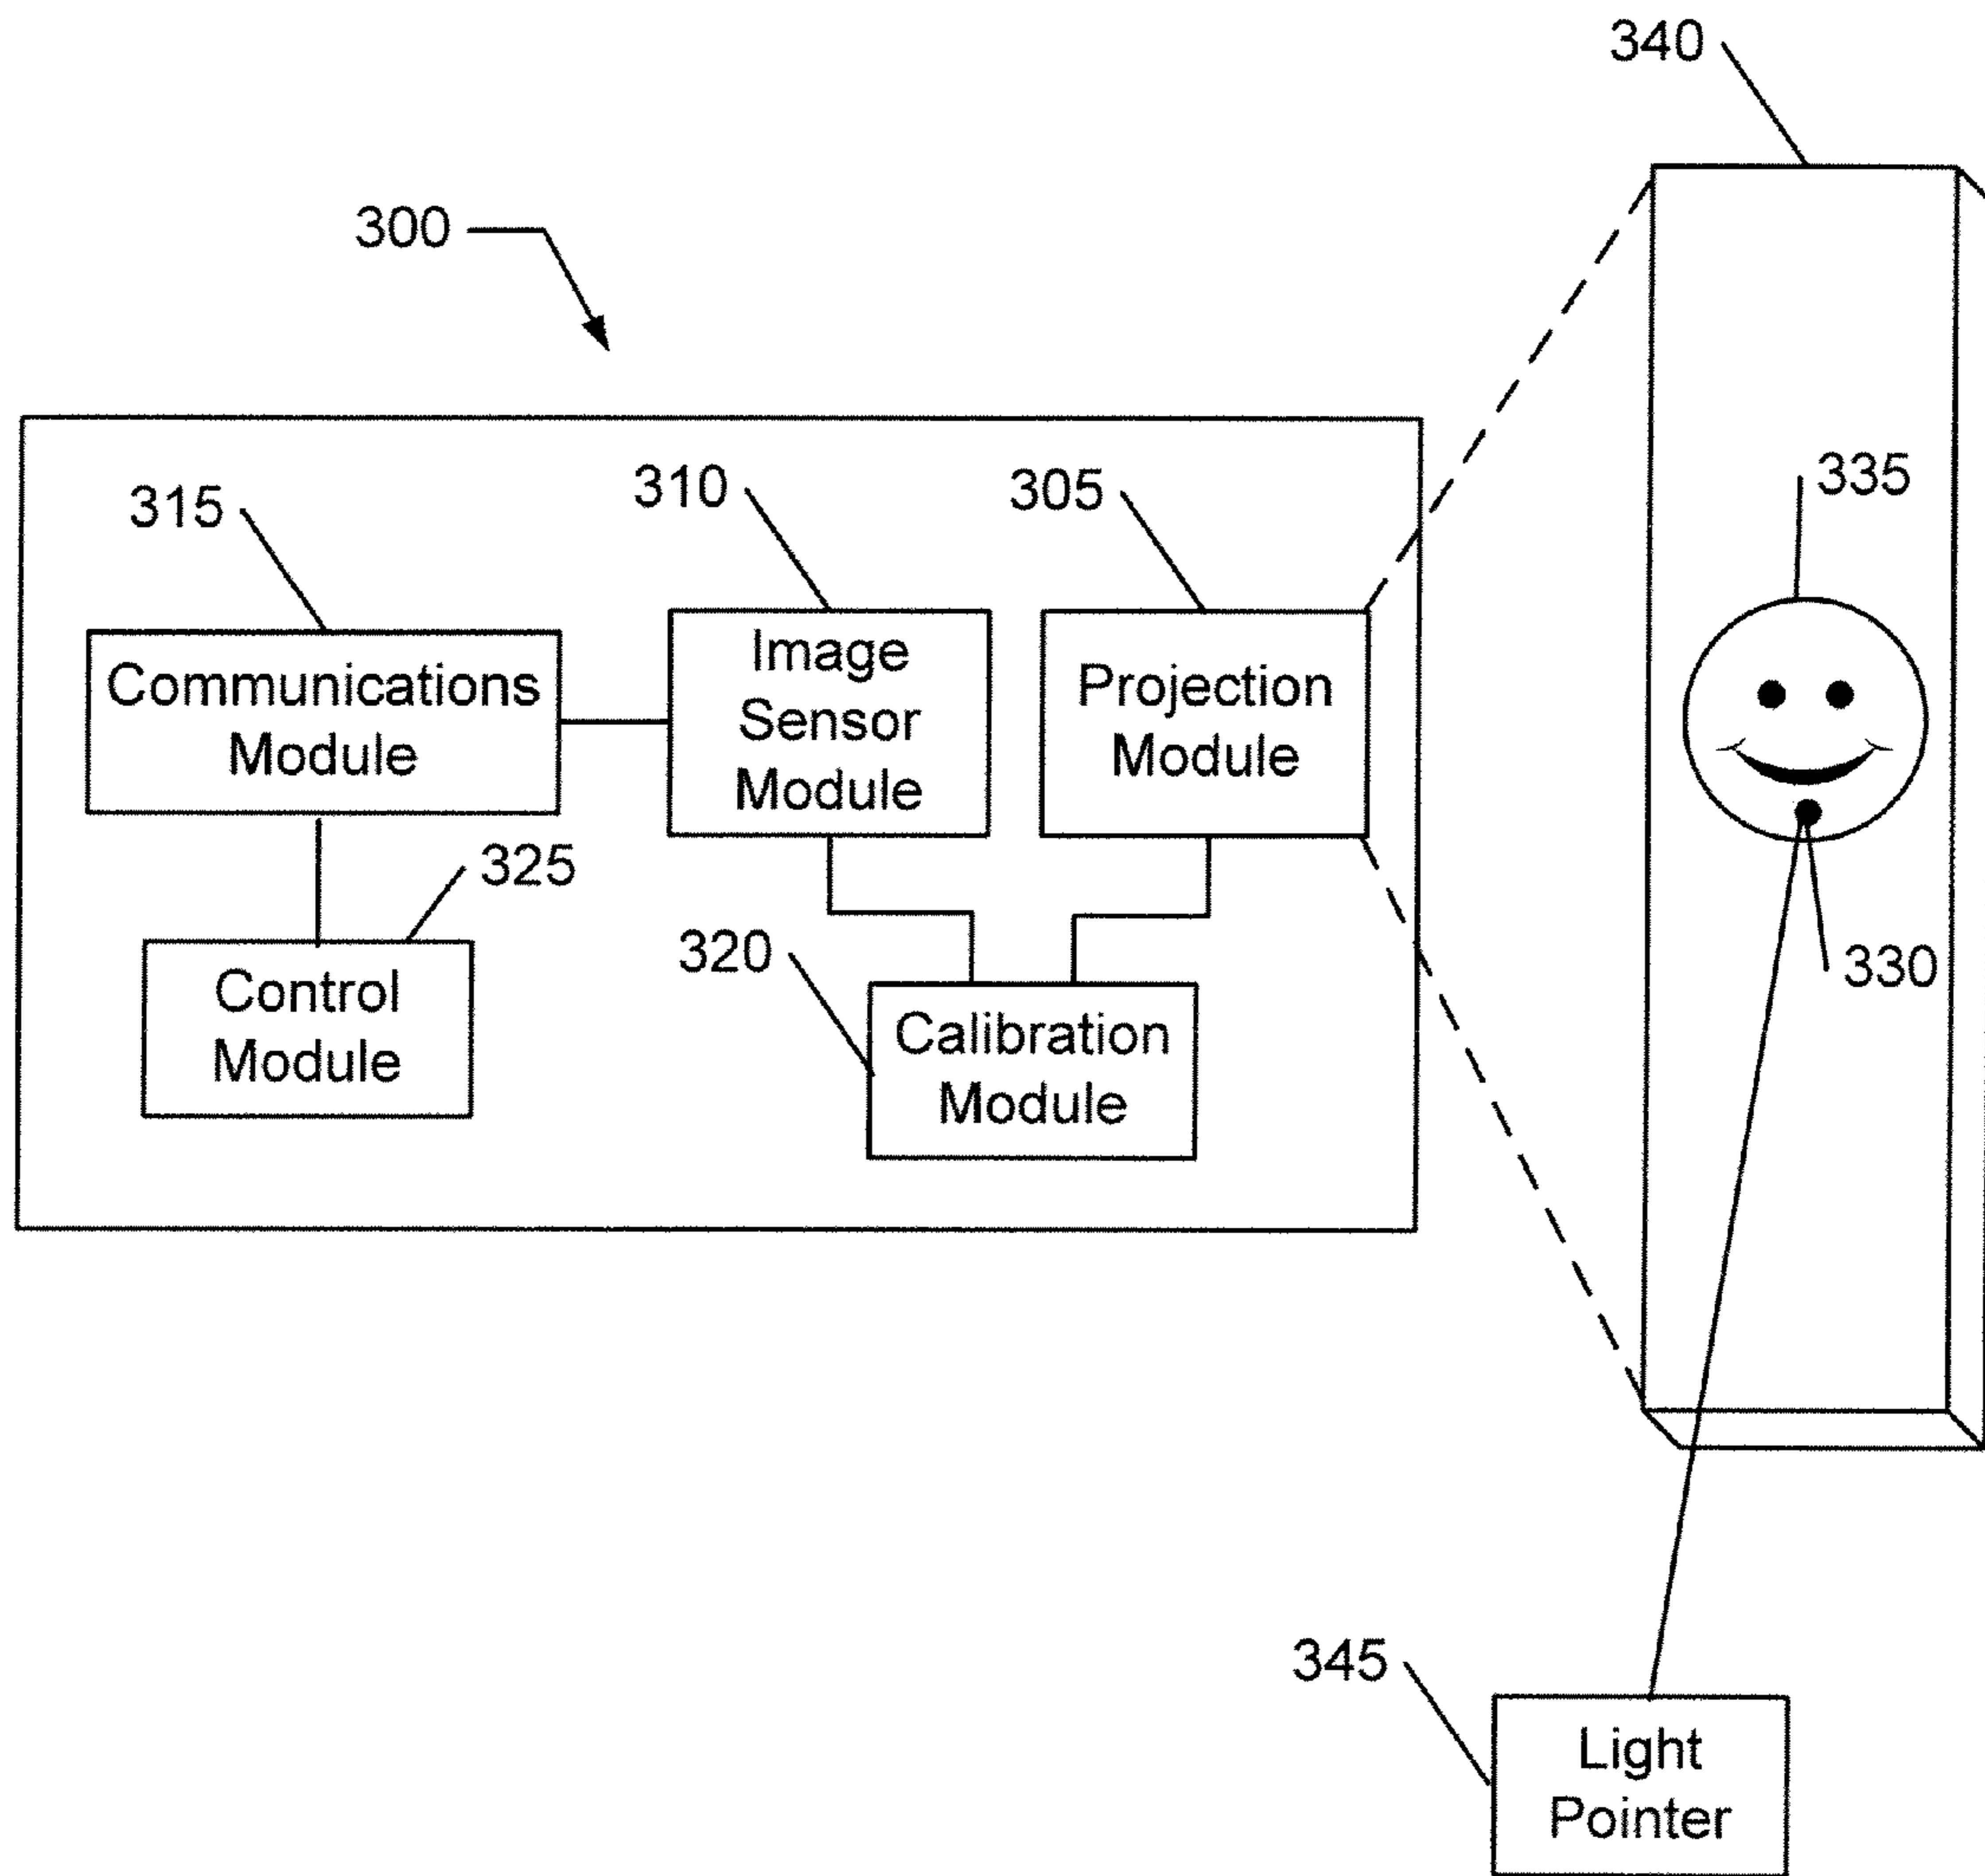 340
300
335
310
305
315
Communications
Module
Image
Sensor
Module
Projection
Module
325
320
330
Control
Module
Calibration
Module
345
Light
Pointer